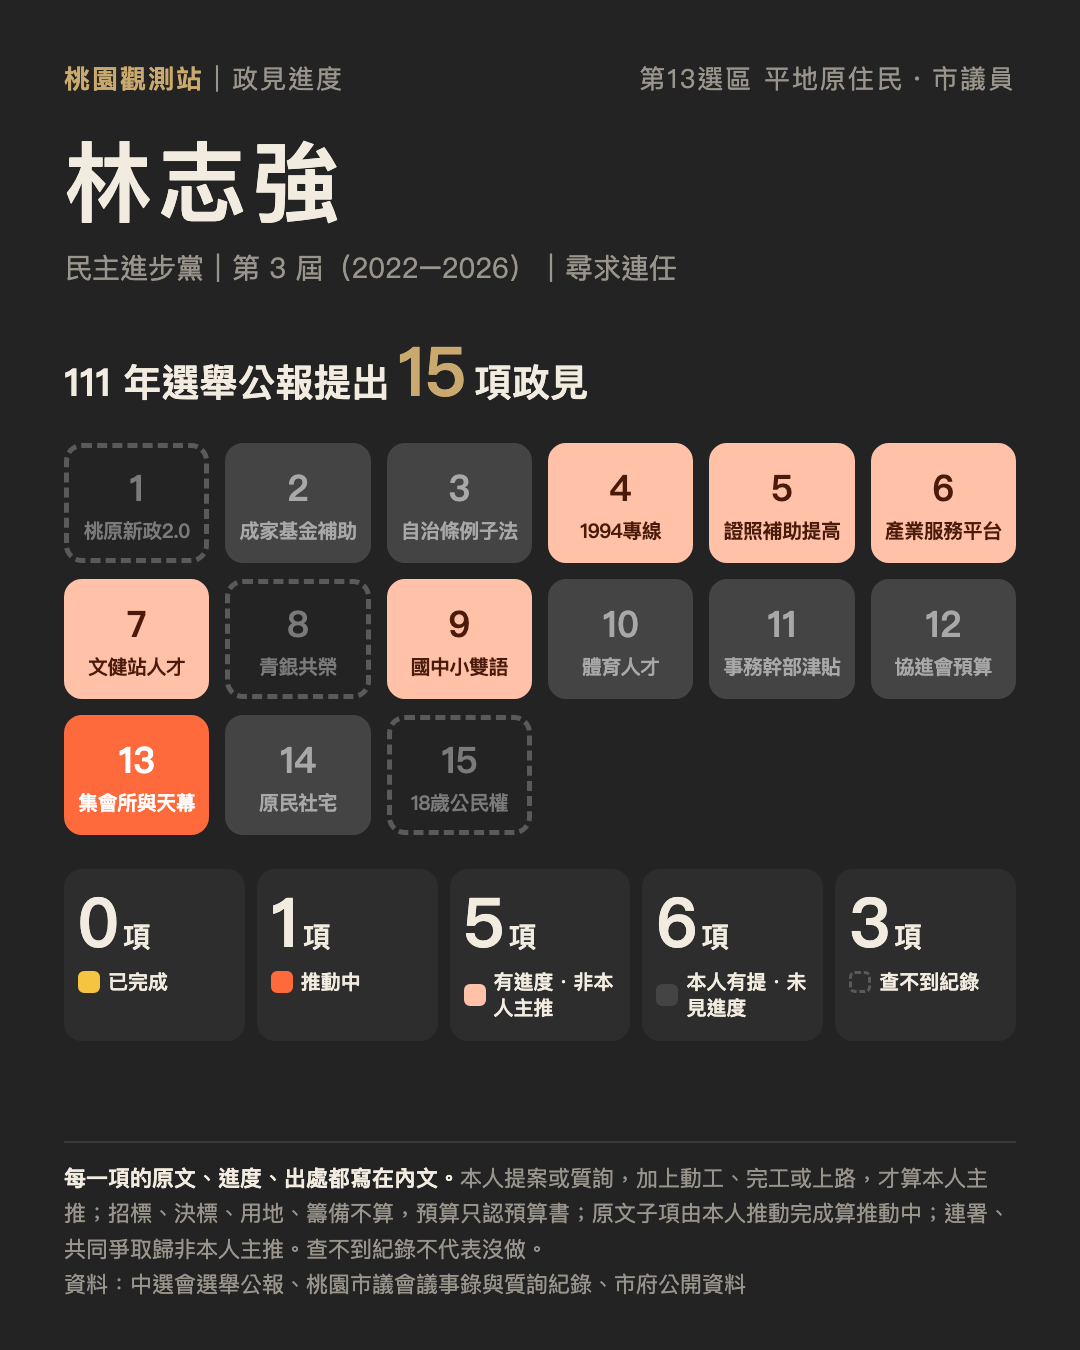 桃園觀測站｜政見進度
第13選區 平地原住民・市議員
林志強
民主進步黨｜第 3 屆（2022—2026）｜尋求連任
111 年選舉公報提出 15 項政見
1
桃原新政2.0
2
成家基金補助
3
自治條例子法
4
1994專線
5
證照補助提高
6
產業服務平台
7
文健站人才
8
青銀共榮
9
國中小雙語
10
體育人才
11
事務幹部津貼
12
協進會預算
13
集會所與天幕
14
原民社宅
15
18歲公民權
0項
已完成
1項
推動中
5項
有進度・非本
人主推
6項
本人有提・未
見進度
3項
查不到紀錄
每一項的原文、進度、出處都寫在內文。本人提案或質詢，加上動工、完工或上路，才算本人主
推；招標、決標、用地、籌備不算，預算只認預算書；原文子項由本人推動完成算推動中；連署、
共同爭取歸非本人主推。查不到紀錄不代表沒做。
資料：中選會選舉公報、桃園市議會議事錄與質詢紀錄、市府公開資料